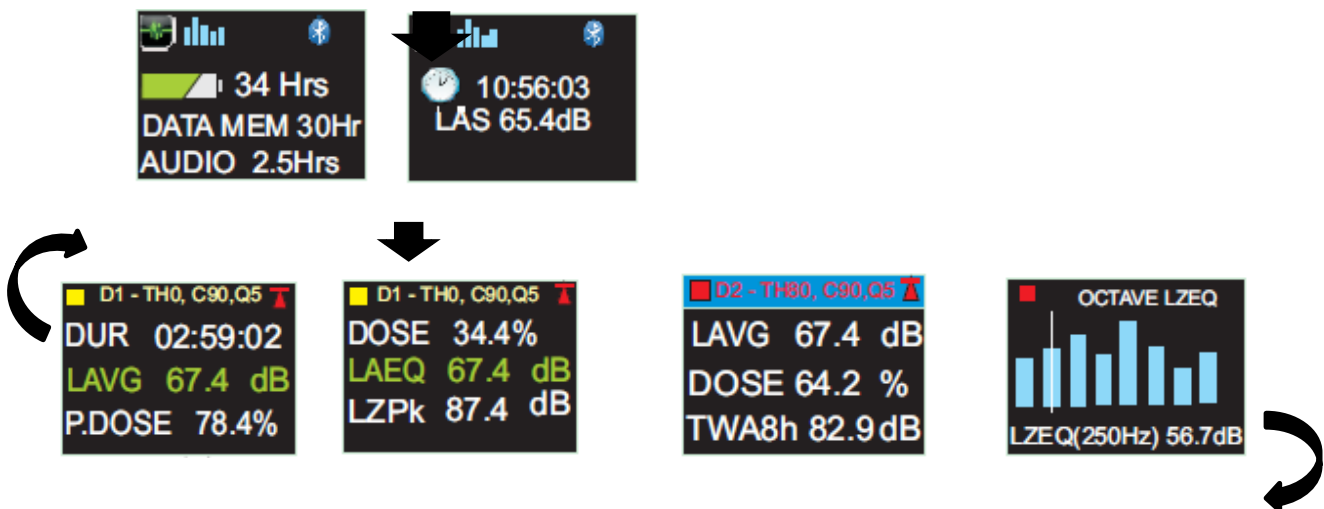 34 Hrs
DATA MEM 30Hr
AUDIO 2.5Hrs
10:56:03
LAS 65.4dB
D1 - TH0, C90,Q5
DUR 02:59:02
LAVG 67.4 dB
P.DOSE 78.4%
D1 - TH0, C90,Q5
DOSE 34.4%
LAEQ 67.4 dB
LZPk 87.4 dB
D2 - TH80, C90,Q5
LAVG 67.4 dB
DOSE 64.2 %
TWA8h 82.9 dB
OCTAVE LZEQ
LZEQ(250Hz) 56.7dB